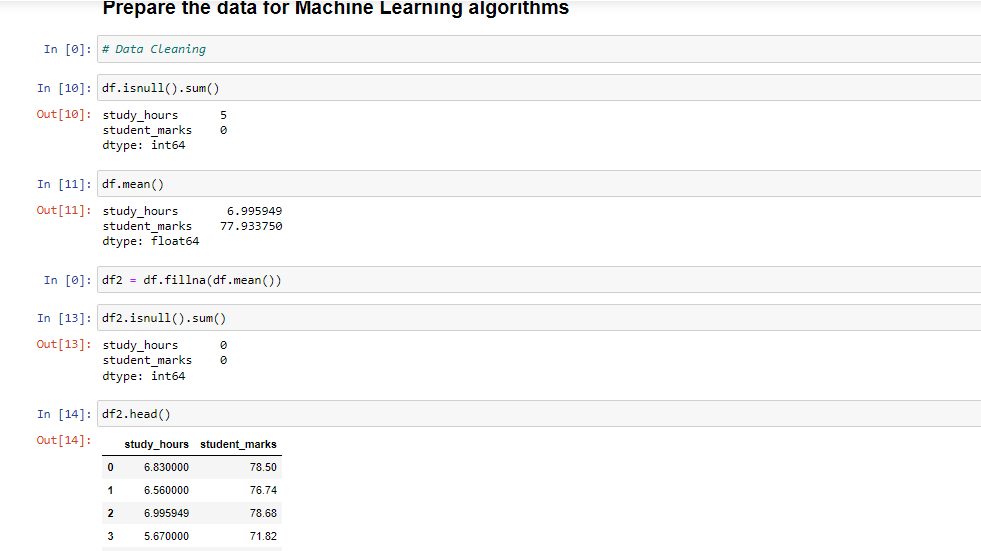 Prepare the data for Machine Learning algorithms
In [0]: # Data Cleaning
In [10]: df.isnull().sum()
Out[10]: study_hours 5
student_marks 0
dtype: int64
In [11]: df.mean()
Out[11]: study_hours 6.995949
student_marks 77.933750
dtype: float64
In [0]: df2 = df.fillna(df.mean())
In [13]: df2.isnull().sum()
Out[13]: study_hours 0
student_marks 0
dtype: int64
In [14]: df2.head()
Out[14]:
study_hours student_marks
0 6.830000 78.50
1 6.560000 76.74
2 6.995949 78.68
3 5.670000 71.82